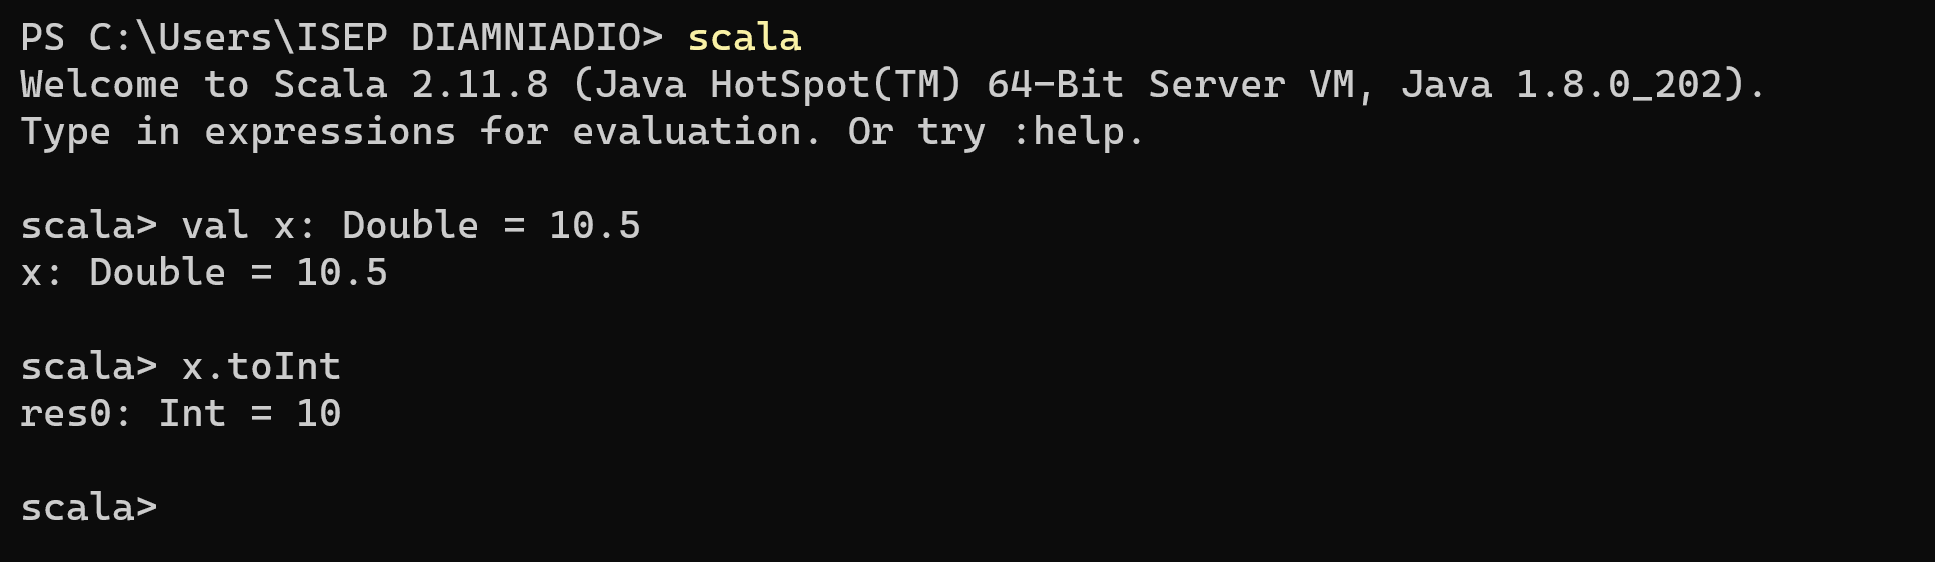 PS C:\Users\ISEP DIAMNIADIO> scala
Welcome to Scala 2.11.8 (Java HotSpot(TM) 64-Bit Server VM, Java 1.8.0_202).
Type in expressions for evaluation. Or try :help.
scala> val x: Double = 10.5
x: Double = 10.5
scala> x.toInt
res0: Int = 10
scala>